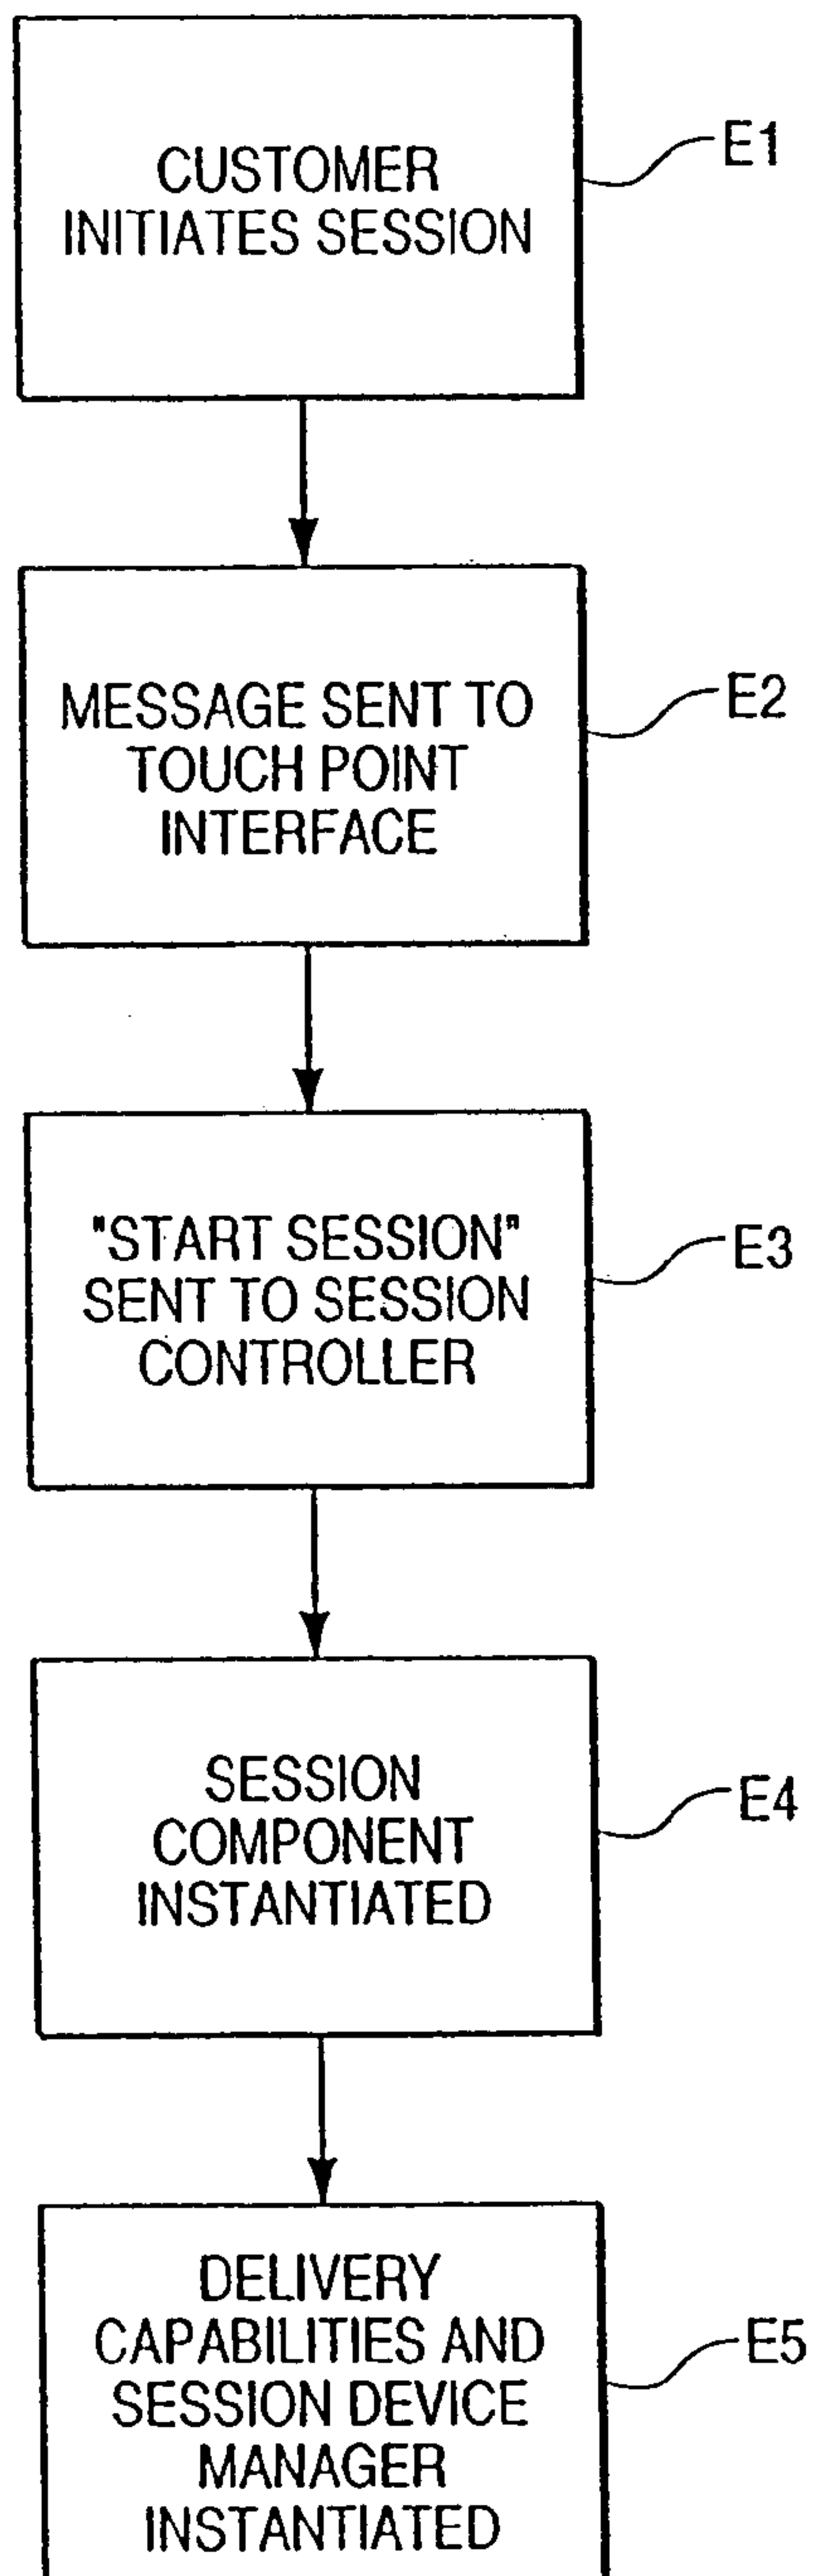 CUSTOMER
INITIATES SESSION
E1
MESSAGE SENT TO
TOUCH POINT
INTERFACE
E2
"START SESSION"
SENT TO SESSION
CONTROLLER
E3
SESSION
COMPONENT
INSTANTIATED
E4
DELIVERY
CAPABILITIES AND
SESSION DEVICE
MANAGER
INSTANTIATED
E5